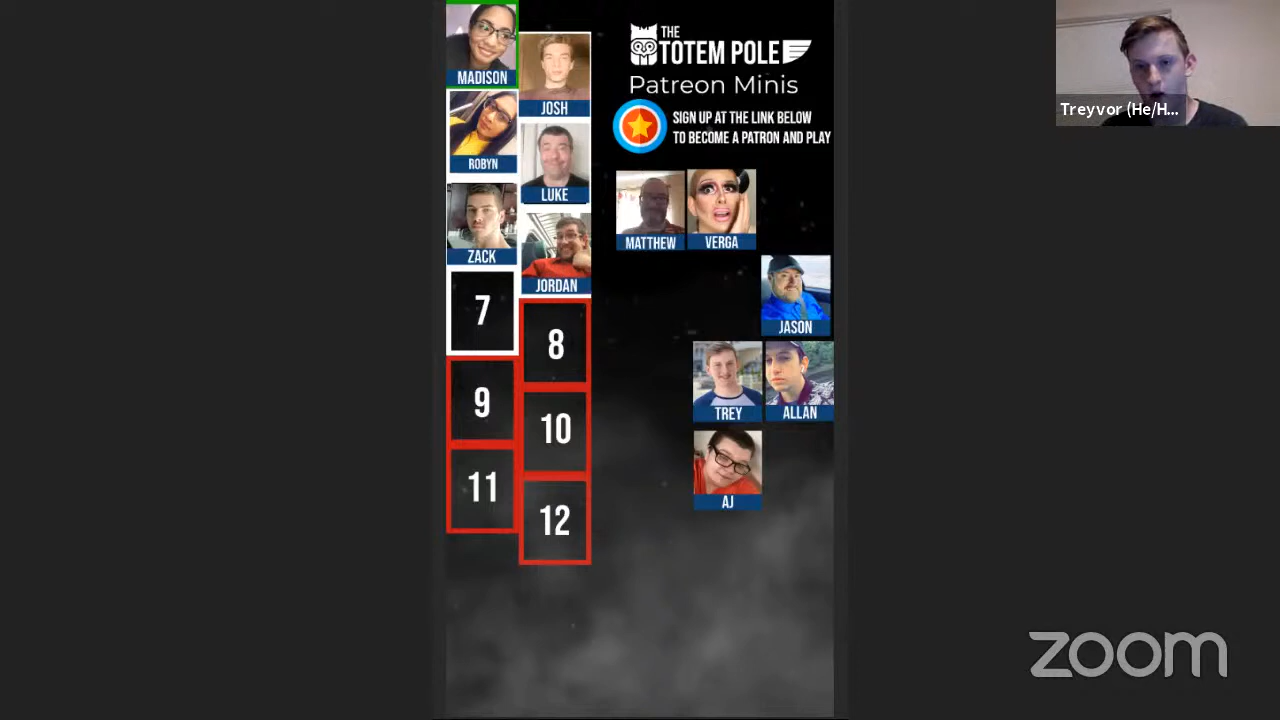 MADISON
JOSH
ROBYN
LUKE
ZACK
JORDAN
7
8
9
10
11
12
THE
TOTEM POLE
Patreon Minis
SIGN UP AT THE LINK BELOW
TO BECOME A PATRON AND PLAY
MATTHEW
VERGA
JASON
TREY
ALLAN
AJ
Treyvor (He/H...
zoom